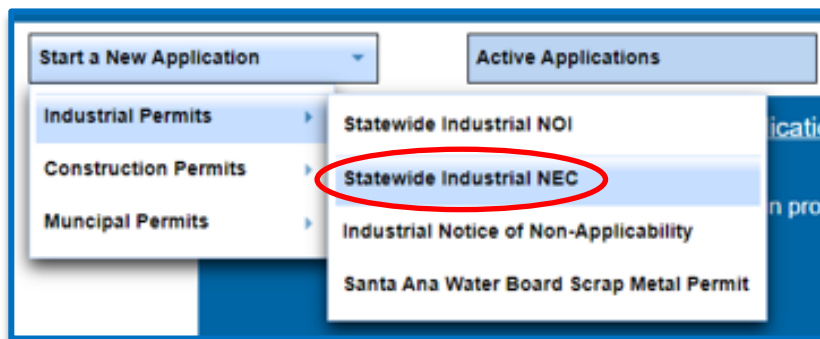 Start a New Application
Active Applications
Industrial Permits
Construction Permits
Muncipal Permits
Statewide Industrial NOI
Statewide Industrial NEC
Industrial Notice of Non-Applicability
Santa Ana Water Board Scrap Metal Permit